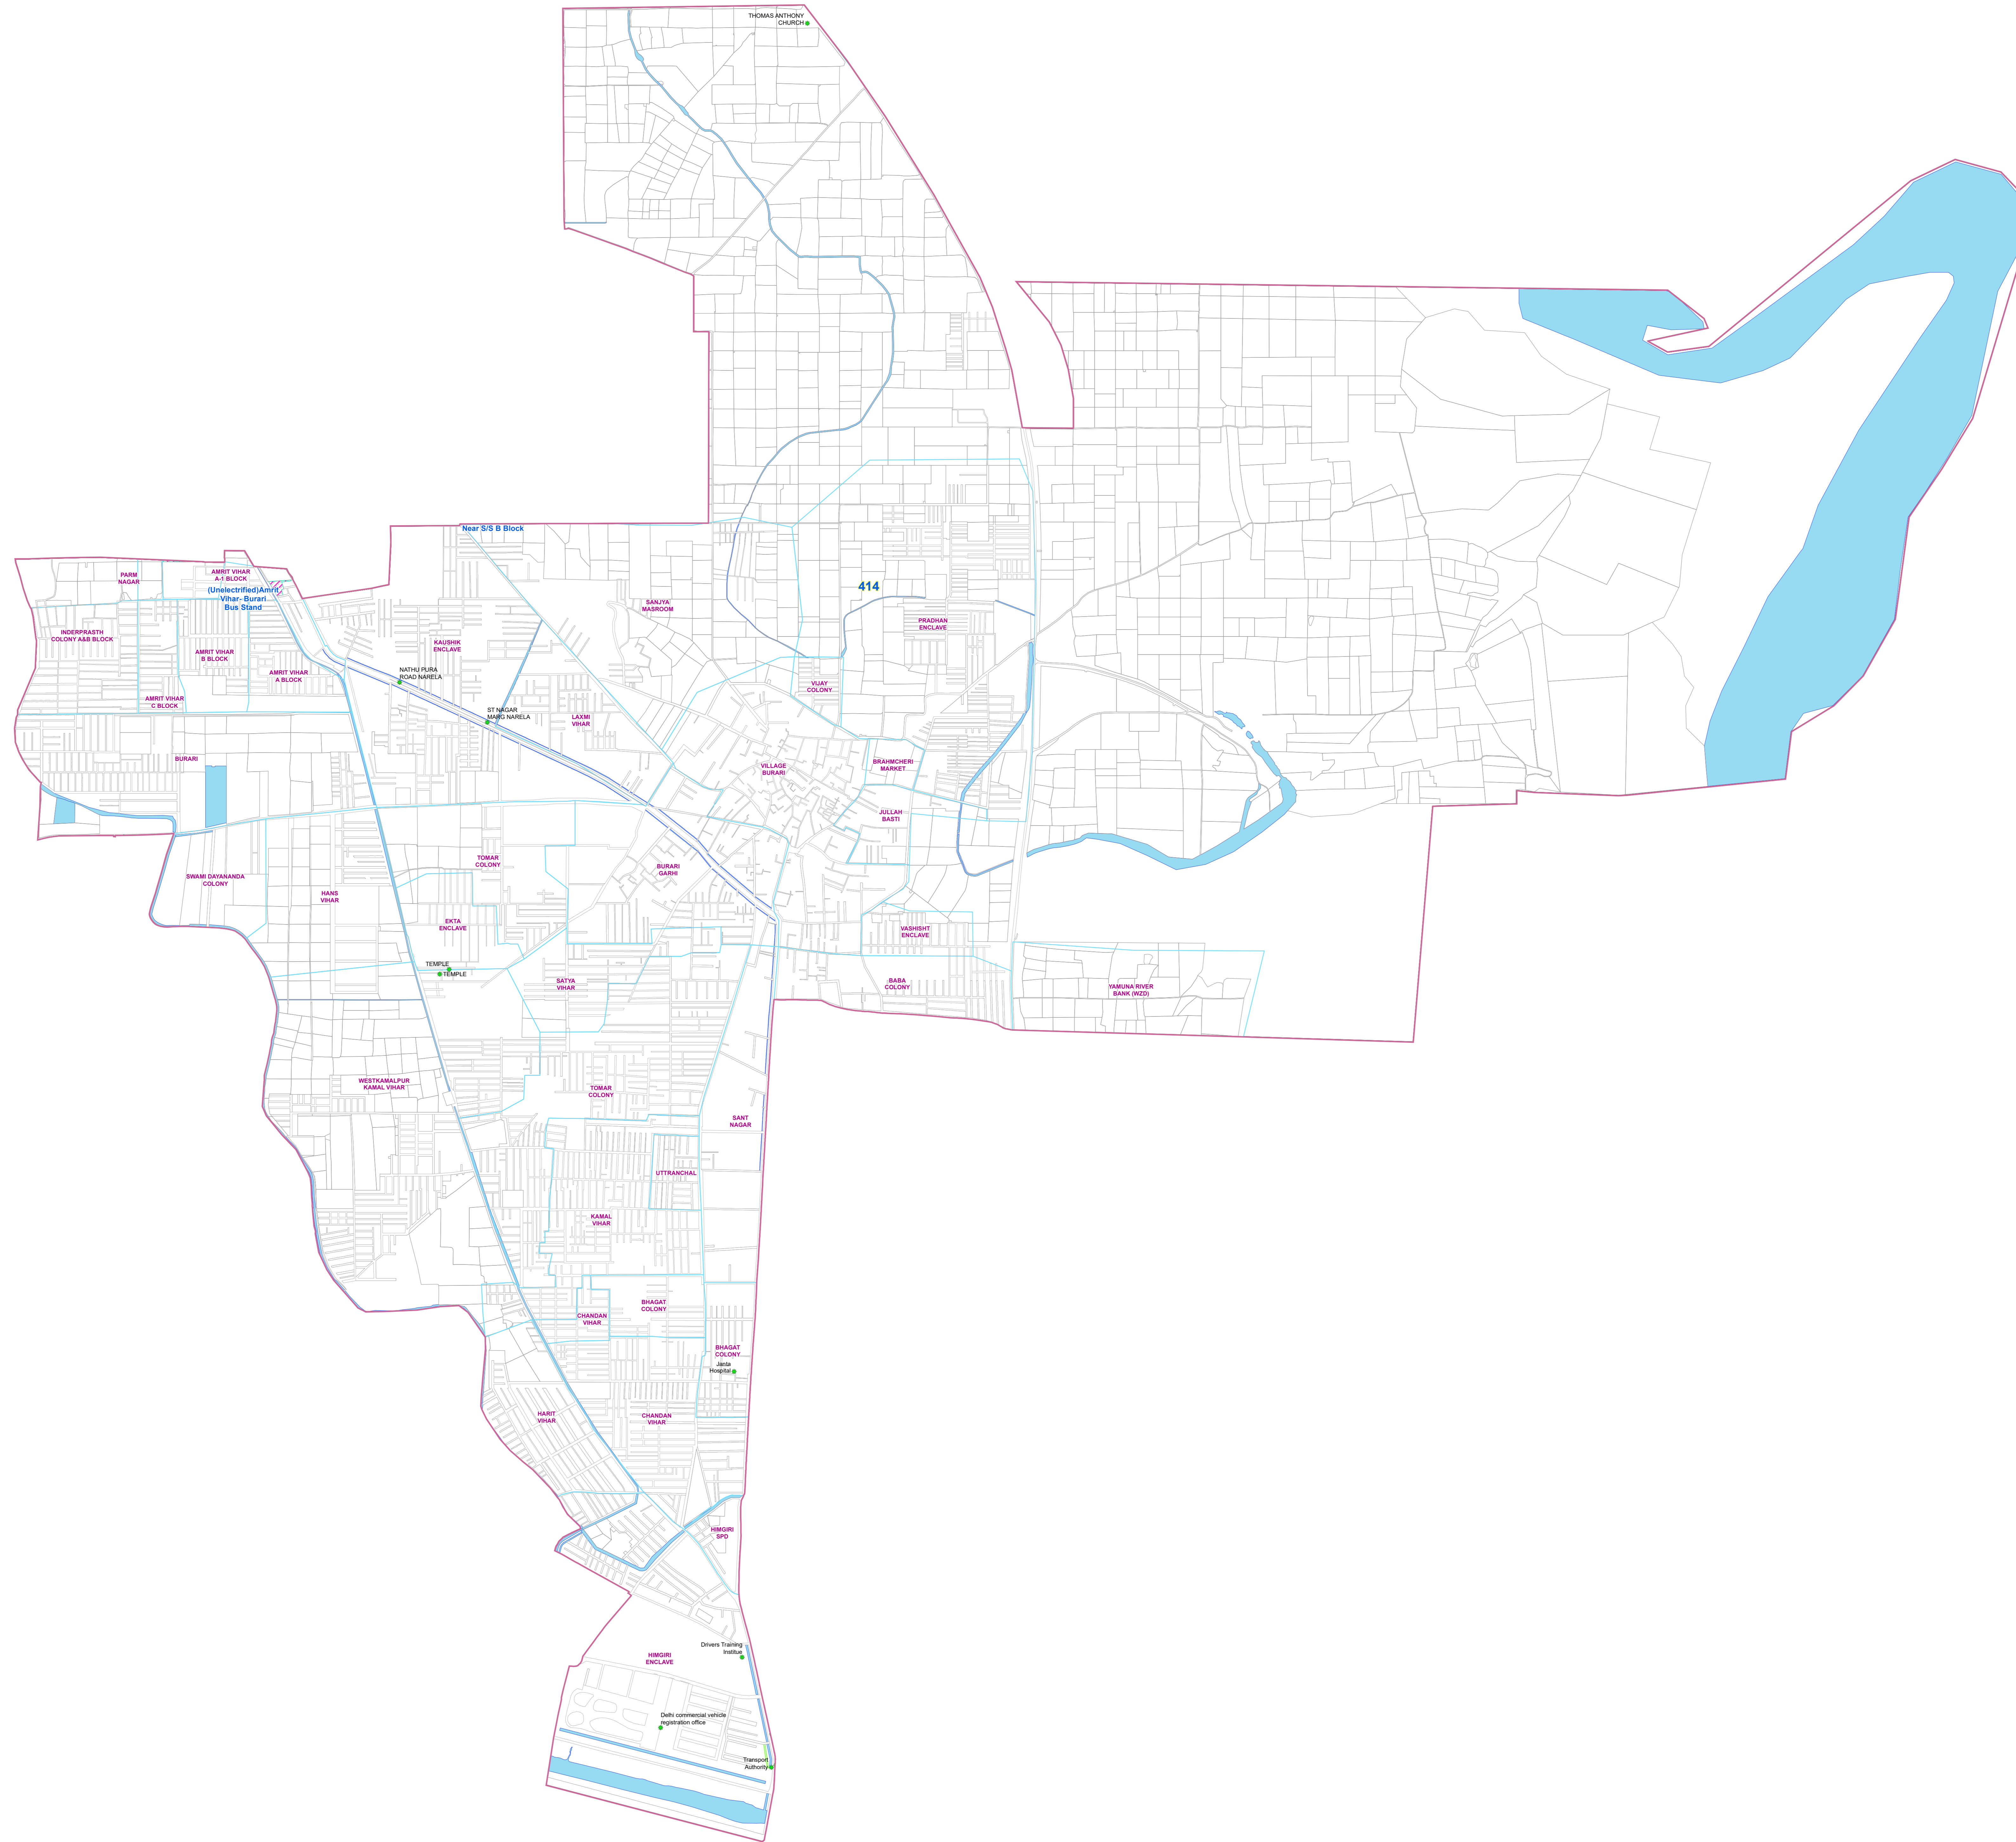 THOMAS ANTHONY
CHURCH
Near S/S B Block
PARM
NAGAR
AMRIT VIHAR
A-1 BLOCK
(Unelectrified)Amrit
Vihar- Burari
Bus Stand
414
SANJYA
MASROOM
INDERPRASTH
COLONY A&B BLOCK
PRADHAN
ENCLAVE
KAUSHIK
ENCLAVE
AMRIT VIHAR
B BLOCK
AMRIT VIHAR
A BLOCK
NATHU PURA
ROAD NARELA
VIJAY
COLONY
AMRIT VIHAR
C BLOCK
ST NAGAR
MARG NARELA
LAXMI
VIHAR
BURARI
VILLAGE
BURARI
BRAHMCHERI
MARKET
JULLAH
BASTI
TOMAR
COLONY
BURARI
GARHI
SWAMI DAYANANDA
COLONY
HANS
VIHAR
EKTA
ENCLAVE
VASHISHT
ENCLAVE
TEMPLE
TEMPLE
SATYA
VIHAR
BABA
COLONY
YAMUNA RIVER
BANK (WZD)
WESTKAMALPUR
KAMAL VIHAR
TOMAR
COLONY
SANT
NAGAR
UTTRANCHAL
KAMAL
VIHAR
BHAGAT
COLONY
CHANDAN
VIHAR
BHAGAT
COLONY
Janta
Hospital
HARIT
VIHAR
CHANDAN
VIHAR
HIMGIRI
SPD
Drivers Training
Institue
HIMGIRI
ENCLAVE
Delhi commercial vehicle
registration office
Transport
Authority